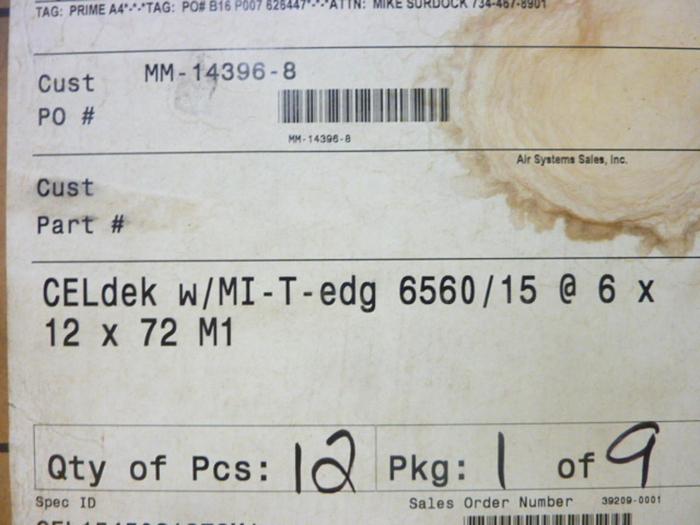 TAG: PRIME A4*-*-*TAG: PO# B16 P007 626447*-*-*ATTN: MIKE SURDOCK 734-467-8901
Cust MM-14396-8
PO #
MM-14396-8
Air Systems Sales, Inc.
Cust
Part #
CELdek w/MI-T-edg 6560/15 @ 6 x
12 x 72 M1
Qty of Pcs: 12 Pkg: 1 of 9
Spec ID Sales Order Number 39209-0001